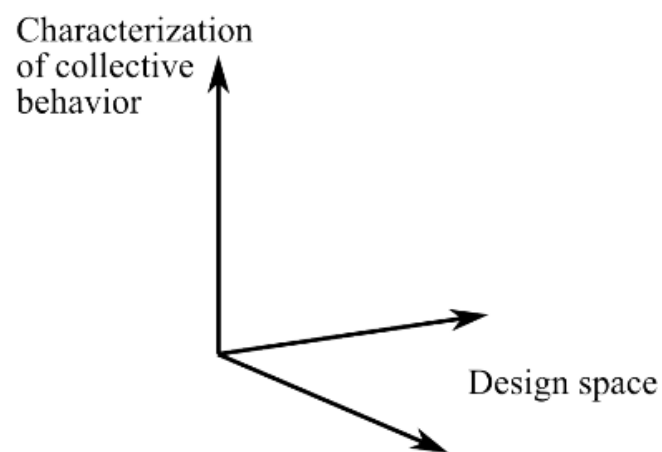 Characterization
of collective
behavior
Design space